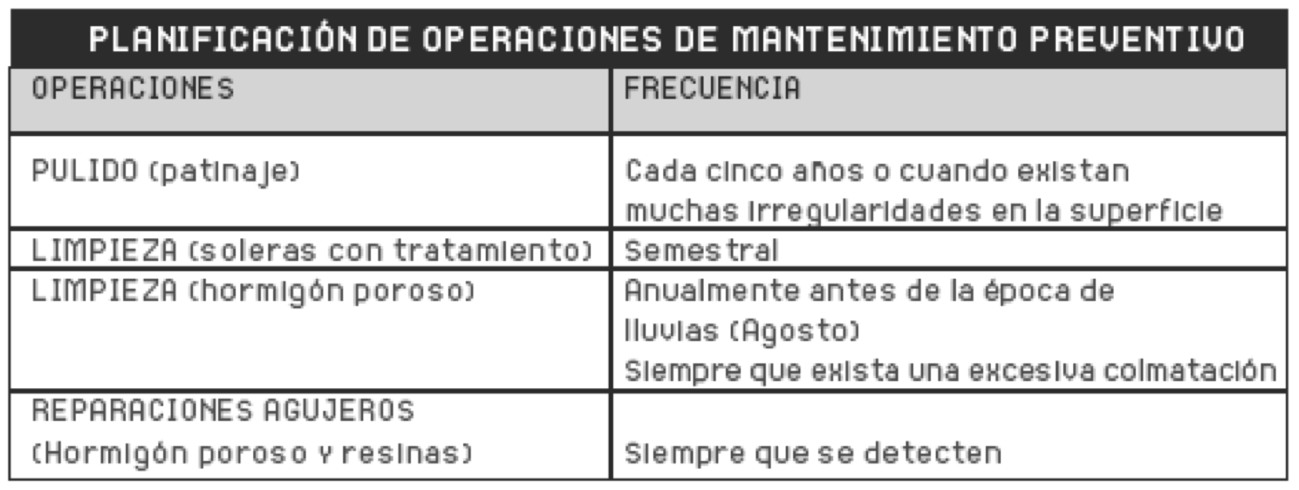 PLANIFICACIÓN DE OPERACIONES DE MANTENIMIENTO PREVENTIVO
OPERACIONES
FRECUENCIA
PULIDO (patinaje)
Cada cinco años o cuando existan
muchas irregularidades en la superficie
LIMPIEZA (soleras con tratamiento)
Semestral
LIMPIEZA (hormigón poroso)
Anualmente antes de la época de
lluvias (Agosto)
Siempre que exista una excesiva colmatación
REPARACIONES AGUJEROS
(Hormigón poroso y resinas)
Siempre que se detecten